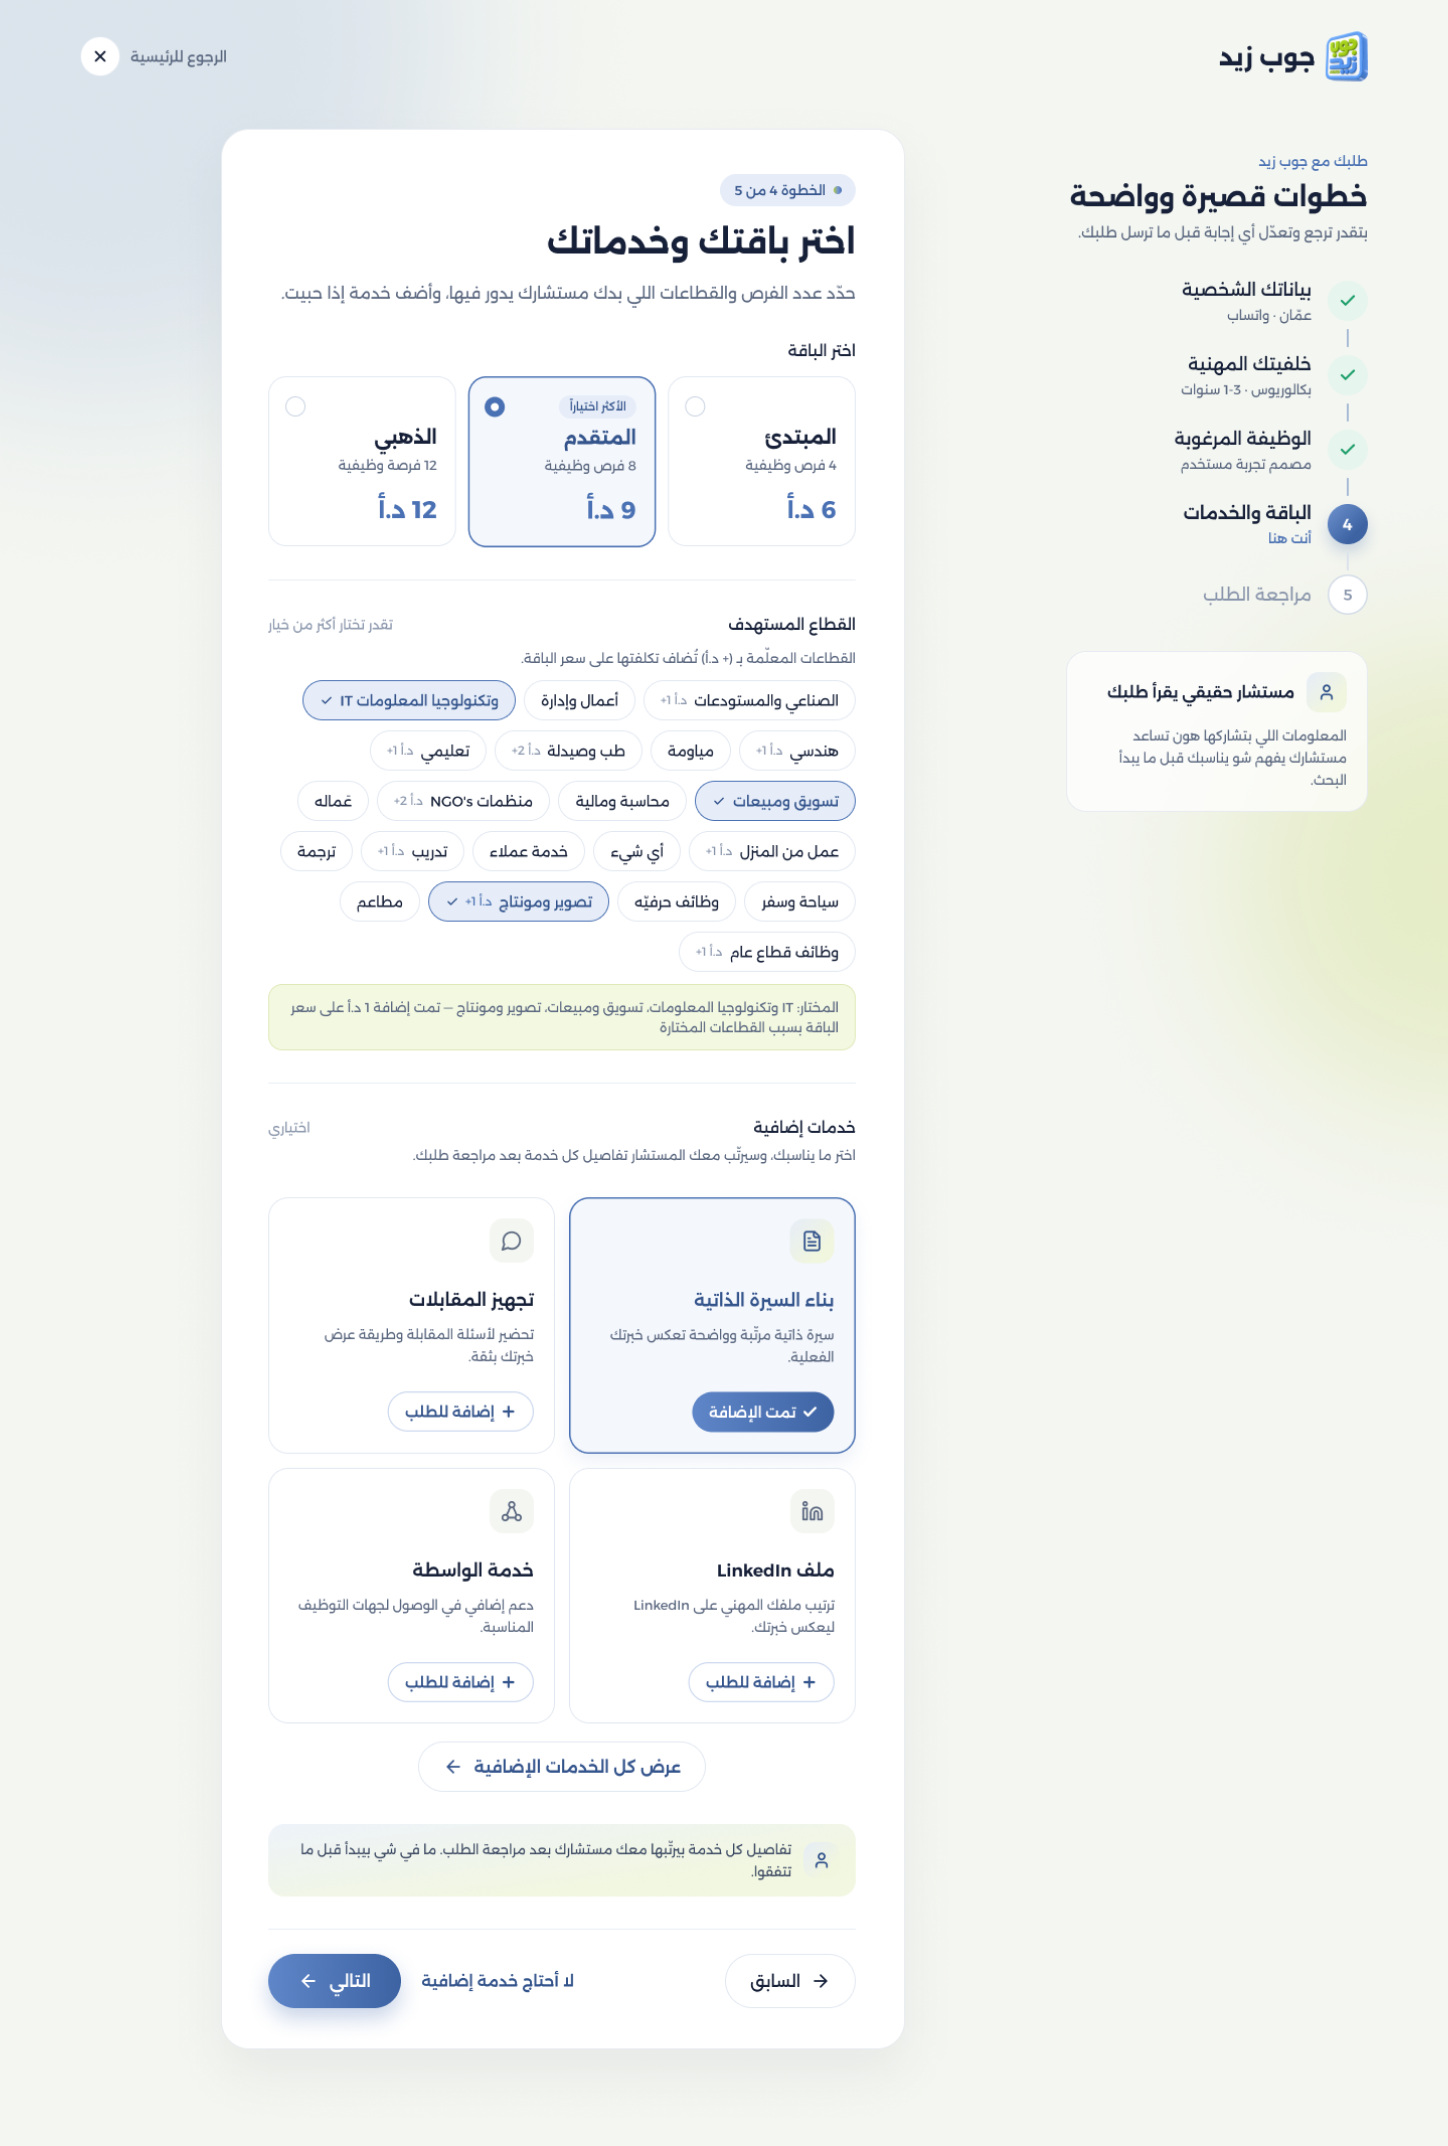 جوب زيد
الرجوع للرئيسية
طلبك مع جوب زيد
خطوات قصيرة وواضحة
بتقدر ترجع وتعدّل أي إجابة قبل ما ترسل طلبك.
بياناتك الشخصية
عمّان · واتساب
خلفيتك المهنية
بكالوريوس · 3-1 سنوات
الوظيفة المرغوبة
مصمم تجربة مستخدم
4
الباقة والخدمات
أنت هنا
5
مراجعة الطلب
مستشار حقيقي يقرأ طلبك
المعلومات اللي بتشاركها هون تساعد
مستشارك يفهم شو يناسبك قبل ما يبدأ
البحث.
الخطوة 4 من 5
اختر باقتك وخدماتك
حدّد عدد الفرص والقطاعات اللي بدك مستشارك يدور فيها، وأضف خدمة إذا حبيت.
اختر الباقة
المبتدئ
4 فرص وظيفية
6 د.أ
الأكثر اختياراً
المتقدم
8 فرص وظيفية
9 د.أ
الذهبي
12 فرصة وظيفية
12 د.أ
القطاع المستهدف
تقدر تختار أكثر من خيار
القطاعات المعلّمة بـ (+ د.أ) تُضاف تكلفتها على سعر الباقة.
الصناعي والمستودعات +1 د.أ
أعمال وإدارة
IT وتكنولوجيا المعلومات
هندسي +1 د.أ
مياومة
طب وصيدلة +2 د.أ
تعليمي +1 د.أ
تسويق ومبيعات
محاسبة ومالية
منظمات NGO's +2 د.أ
عماله
عمل من المنزل +1 د.أ
أي شيء
خدمة عملاء
تدريب +1 د.أ
ترجمة
سياحة وسفر
وظائف حرفيّه
تصوير ومونتاج +1 د.أ
مطاعم
وظائف قطاع عام +1 د.أ
المختار: IT وتكنولوجيا المعلومات، تسويق ومبيعات، تصوير ومونتاج — تمت إضافة 1 د.أ على سعر
الباقة بسبب القطاعات المختارة
خدمات إضافية
اختياري
اختر ما يناسبك، وسيرتّب معك المستشار تفاصيل كل خدمة بعد مراجعة طلبك.
بناء السيرة الذاتية
سيرة ذاتية مرتّبة وواضحة تعكس خبرتك
الفعلية.
تمت الإضافة
تجهيز المقابلات
تحضير لأسئلة المقابلة وطريقة عرض
خبرتك بثقة.
إضافة للطلب
ملف LinkedIn
ترتيب ملفك المهني على LinkedIn
ليعكس خبرتك.
إضافة للطلب
خدمة الواسطة
دعم إضافي في الوصول لجهات التوظيف
المناسبة.
إضافة للطلب
عرض كل الخدمات الإضافية
تفاصيل كل خدمة بيرتّبها معك مستشارك بعد مراجعة الطلب. ما في شي بيبدأ قبل ما
تتفقوا.
السابق
لا أحتاج خدمة إضافية
التالي